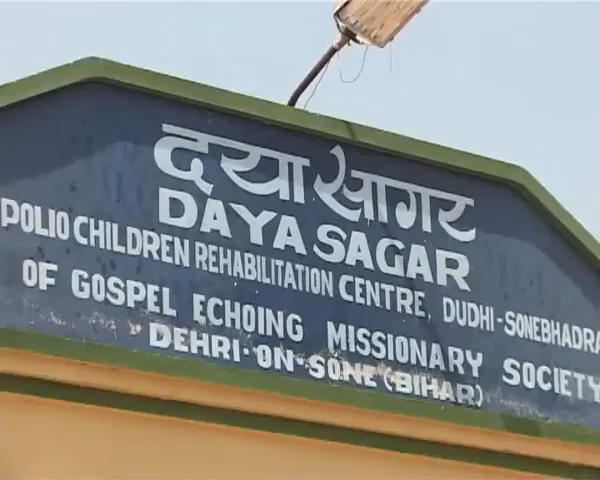 दया सागर
DAYA SAGAR
POLIO CHILDREN REHABILITATION CENTRE, DUDHI-SONEBHADRA
OF GOSPEL ECHOING MISSIONARY SOCIETY
DEHRI-ON-SONE (BIHAR)